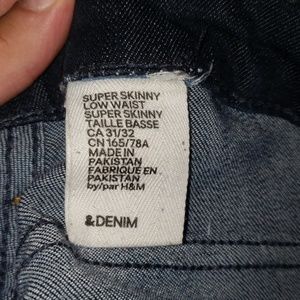 SUPER SKINNY
LOW WAIST
SUPER SKINNY
TAILLE BASSE
CA 31/32
CN 165/78A
MADE IN
PAKISTAN
FABRIQUÉ EN
PAKISTAN
by/par H&M
&DENIM